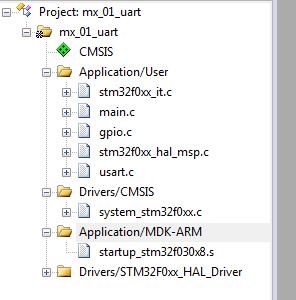 Project: mx_01_uart
mx_01_uart
CMSIS
Application/User
stm32f0xx_it.c
main.c
gpio.c
stm32f0xx_hal_msp.c
usart.c
Drivers/CMSIS
system_stm32f0xx.c
Application/MDK-ARM
startup_stm32f030x8.s
Drivers/STM32F0xx_HAL_Driver